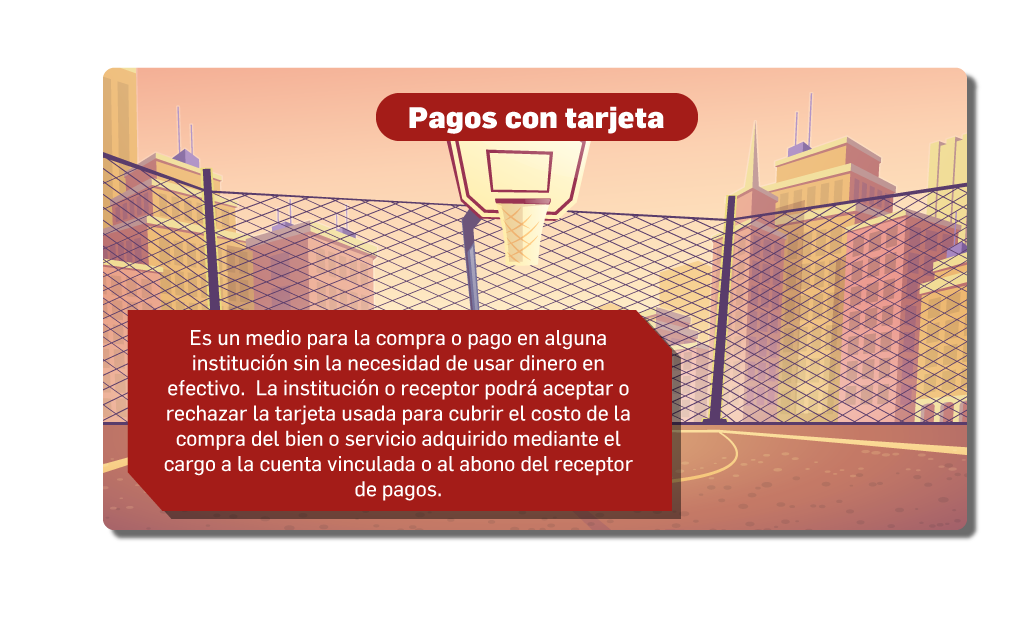 Pagos con tarjeta
Es un medio para la compra o pago en alguna
institución sin la necesidad de usar dinero en
efectivo.  La institución o receptor podrá aceptar o
rechazar la tarjeta usada para cubrir el costo de la
compra del bien o servicio adquirido mediante el
cargo a la cuenta vinculada o al abono del receptor
de pagos.